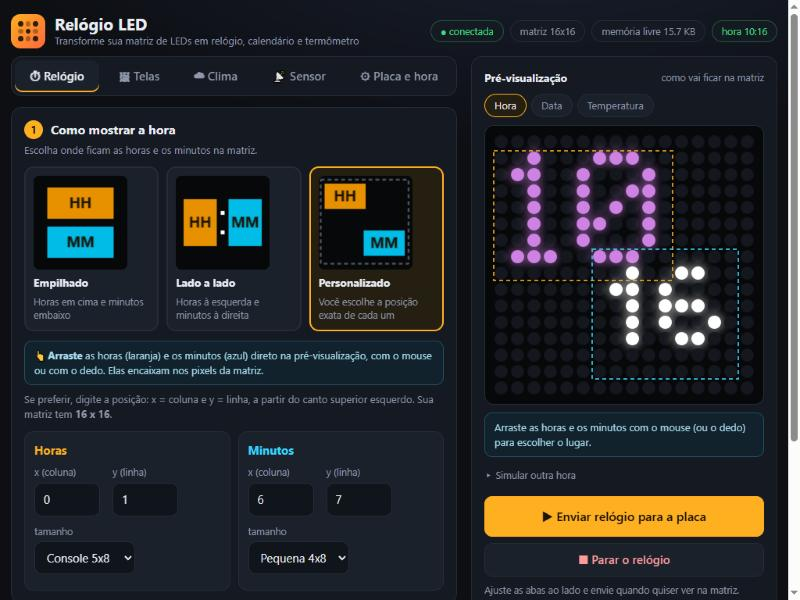 Relógio LED
Transforme sua matriz de LEDs em relógio, calendário e termômetro
conectada
matriz 16x16
memória livre 15.7 KB
hora 10:16
Relógio
Telas
Clima
Sensor
Placa e hora
1 Como mostrar a hora
Escolha onde ficam as horas e os minutos na matriz.
HH
MM
Empilhado
Horas em cima e minutos
embaixo
HH : MM
Lado a lado
Horas à esquerda e
minutos à direita
HH
MM
Personalizado
Você escolhe a posição
exata de cada um
Arraste as horas (laranja) e os minutos (azul) direto na pré-visualização, com o mouse
ou com o dedo. Elas encaixam nos pixels da matriz.
Se preferir, digite a posição: x = coluna e y = linha, a partir do canto superior esquerdo. Sua
matriz tem 16 x 16.
Horas
x (coluna)
y (linha)
0
1
tamanho
Console 5x8
Minutos
x (coluna)
y (linha)
6
7
tamanho
Pequena 4x8
Pré-visualização
como vai ficar na matriz
Hora
Data
Temperatura
10
16
Arraste as horas e os minutos com o mouse (ou o dedo)
para escolher o lugar.
Simular outra hora
Enviar relógio para a placa
Parar o relógio
Ajuste as abas ao lado e envie quando quiser ver na matriz.